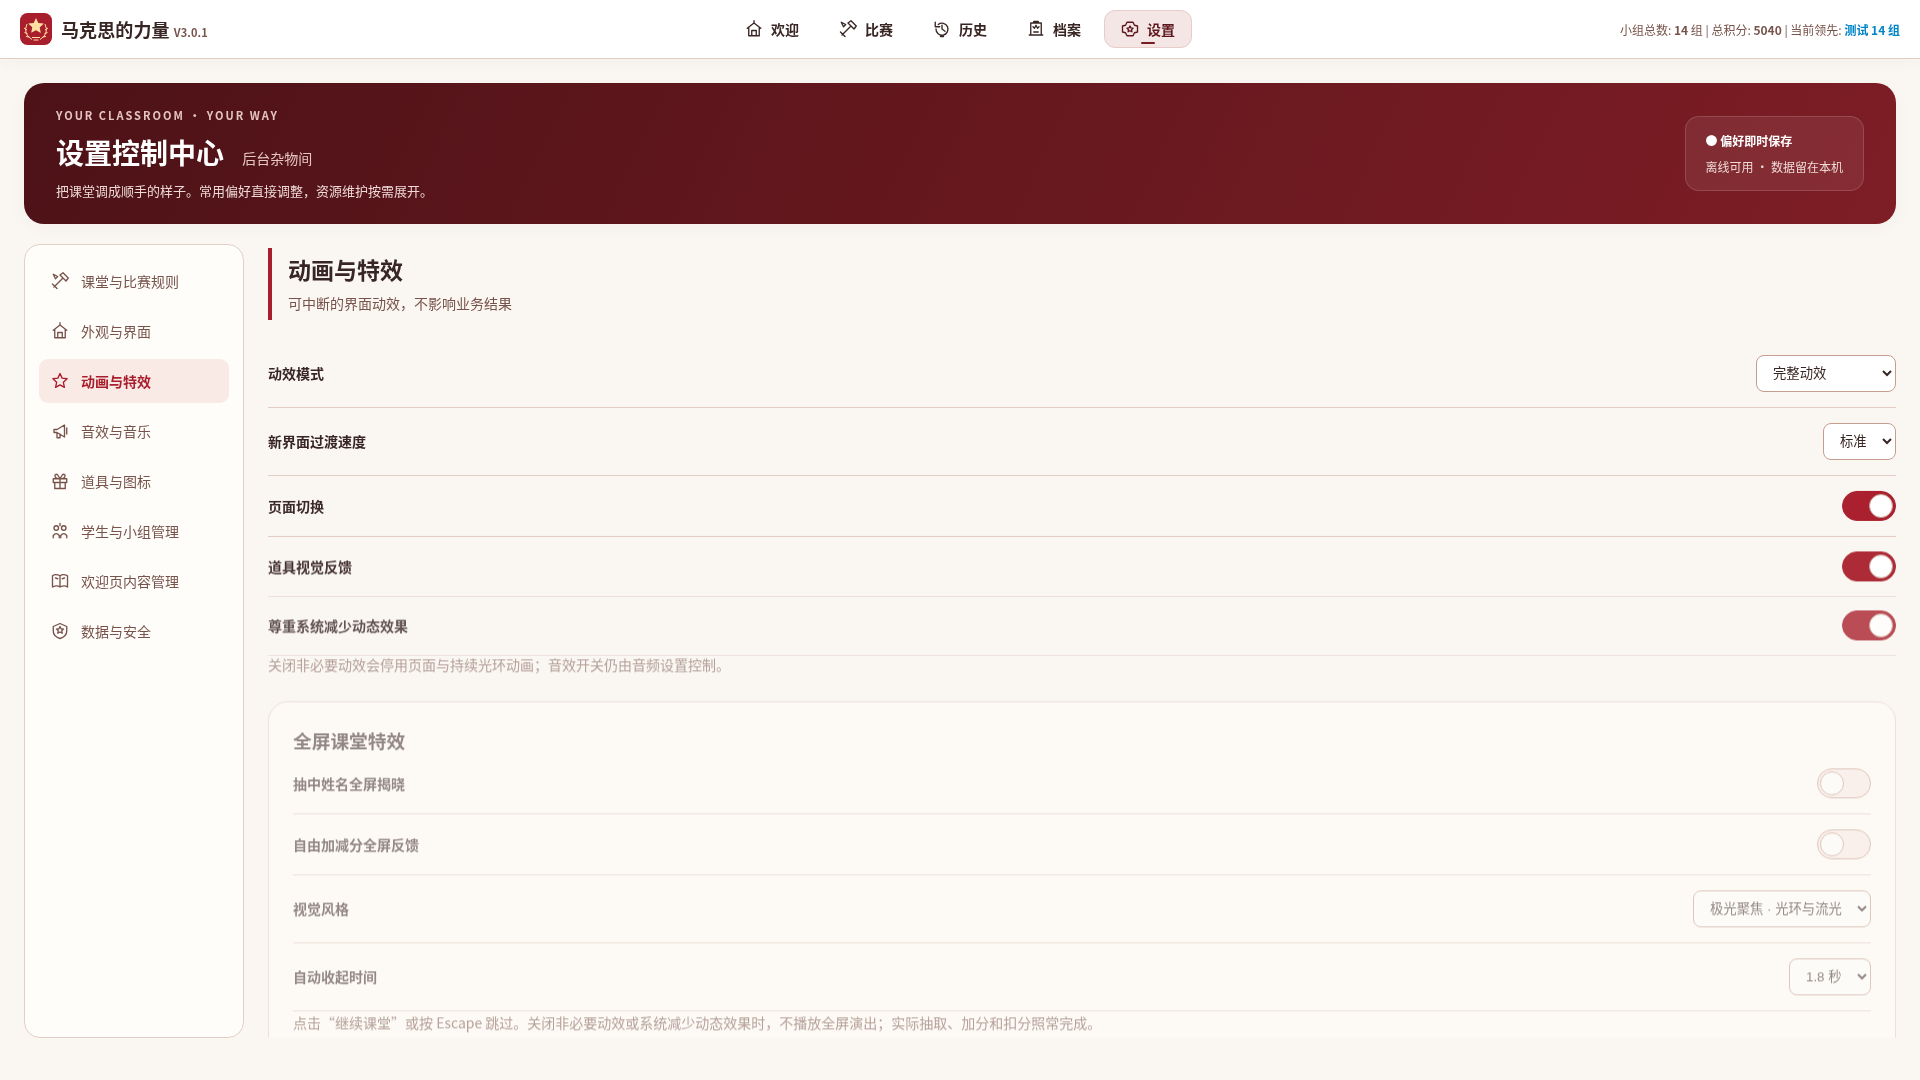 马克思的力量 V3.0.1
欢迎
比赛
历史
档案
设置
小组总数: 14 组 | 总积分: 5040 | 当前领先: 测试 14 组
YOUR CLASSROOM · YOUR WAY
设置控制中心 后台杂物间
把课堂调成顺手的样子。常用偏好直接调整，资源维护按需展开。
偏好即时保存
离线可用 · 数据留在本机
课堂与比赛规则
外观与界面
动画与特效
音效与音乐
道具与图标
学生与小组管理
欢迎页内容管理
数据与安全
动画与特效
可中断的界面动效，不影响业务结果
动效模式
完整动效
新界面过渡速度
标准
页面切换
道具视觉反馈
尊重系统减少动态效果
关闭非必要动效会停用页面与持续光环动画；音效开关仍由音频设置控制。
全屏课堂特效
抽中姓名全屏揭晓
自由加减分全屏反馈
视觉风格
极光聚焦 · 光环与流光
自动收起时间
1.8 秒
点击“继续课堂”或按 Escape 跳过。关闭非必要动效或系统减少动态效果时，不播放全屏演出；实际抽取、加分和扣分照常完成。